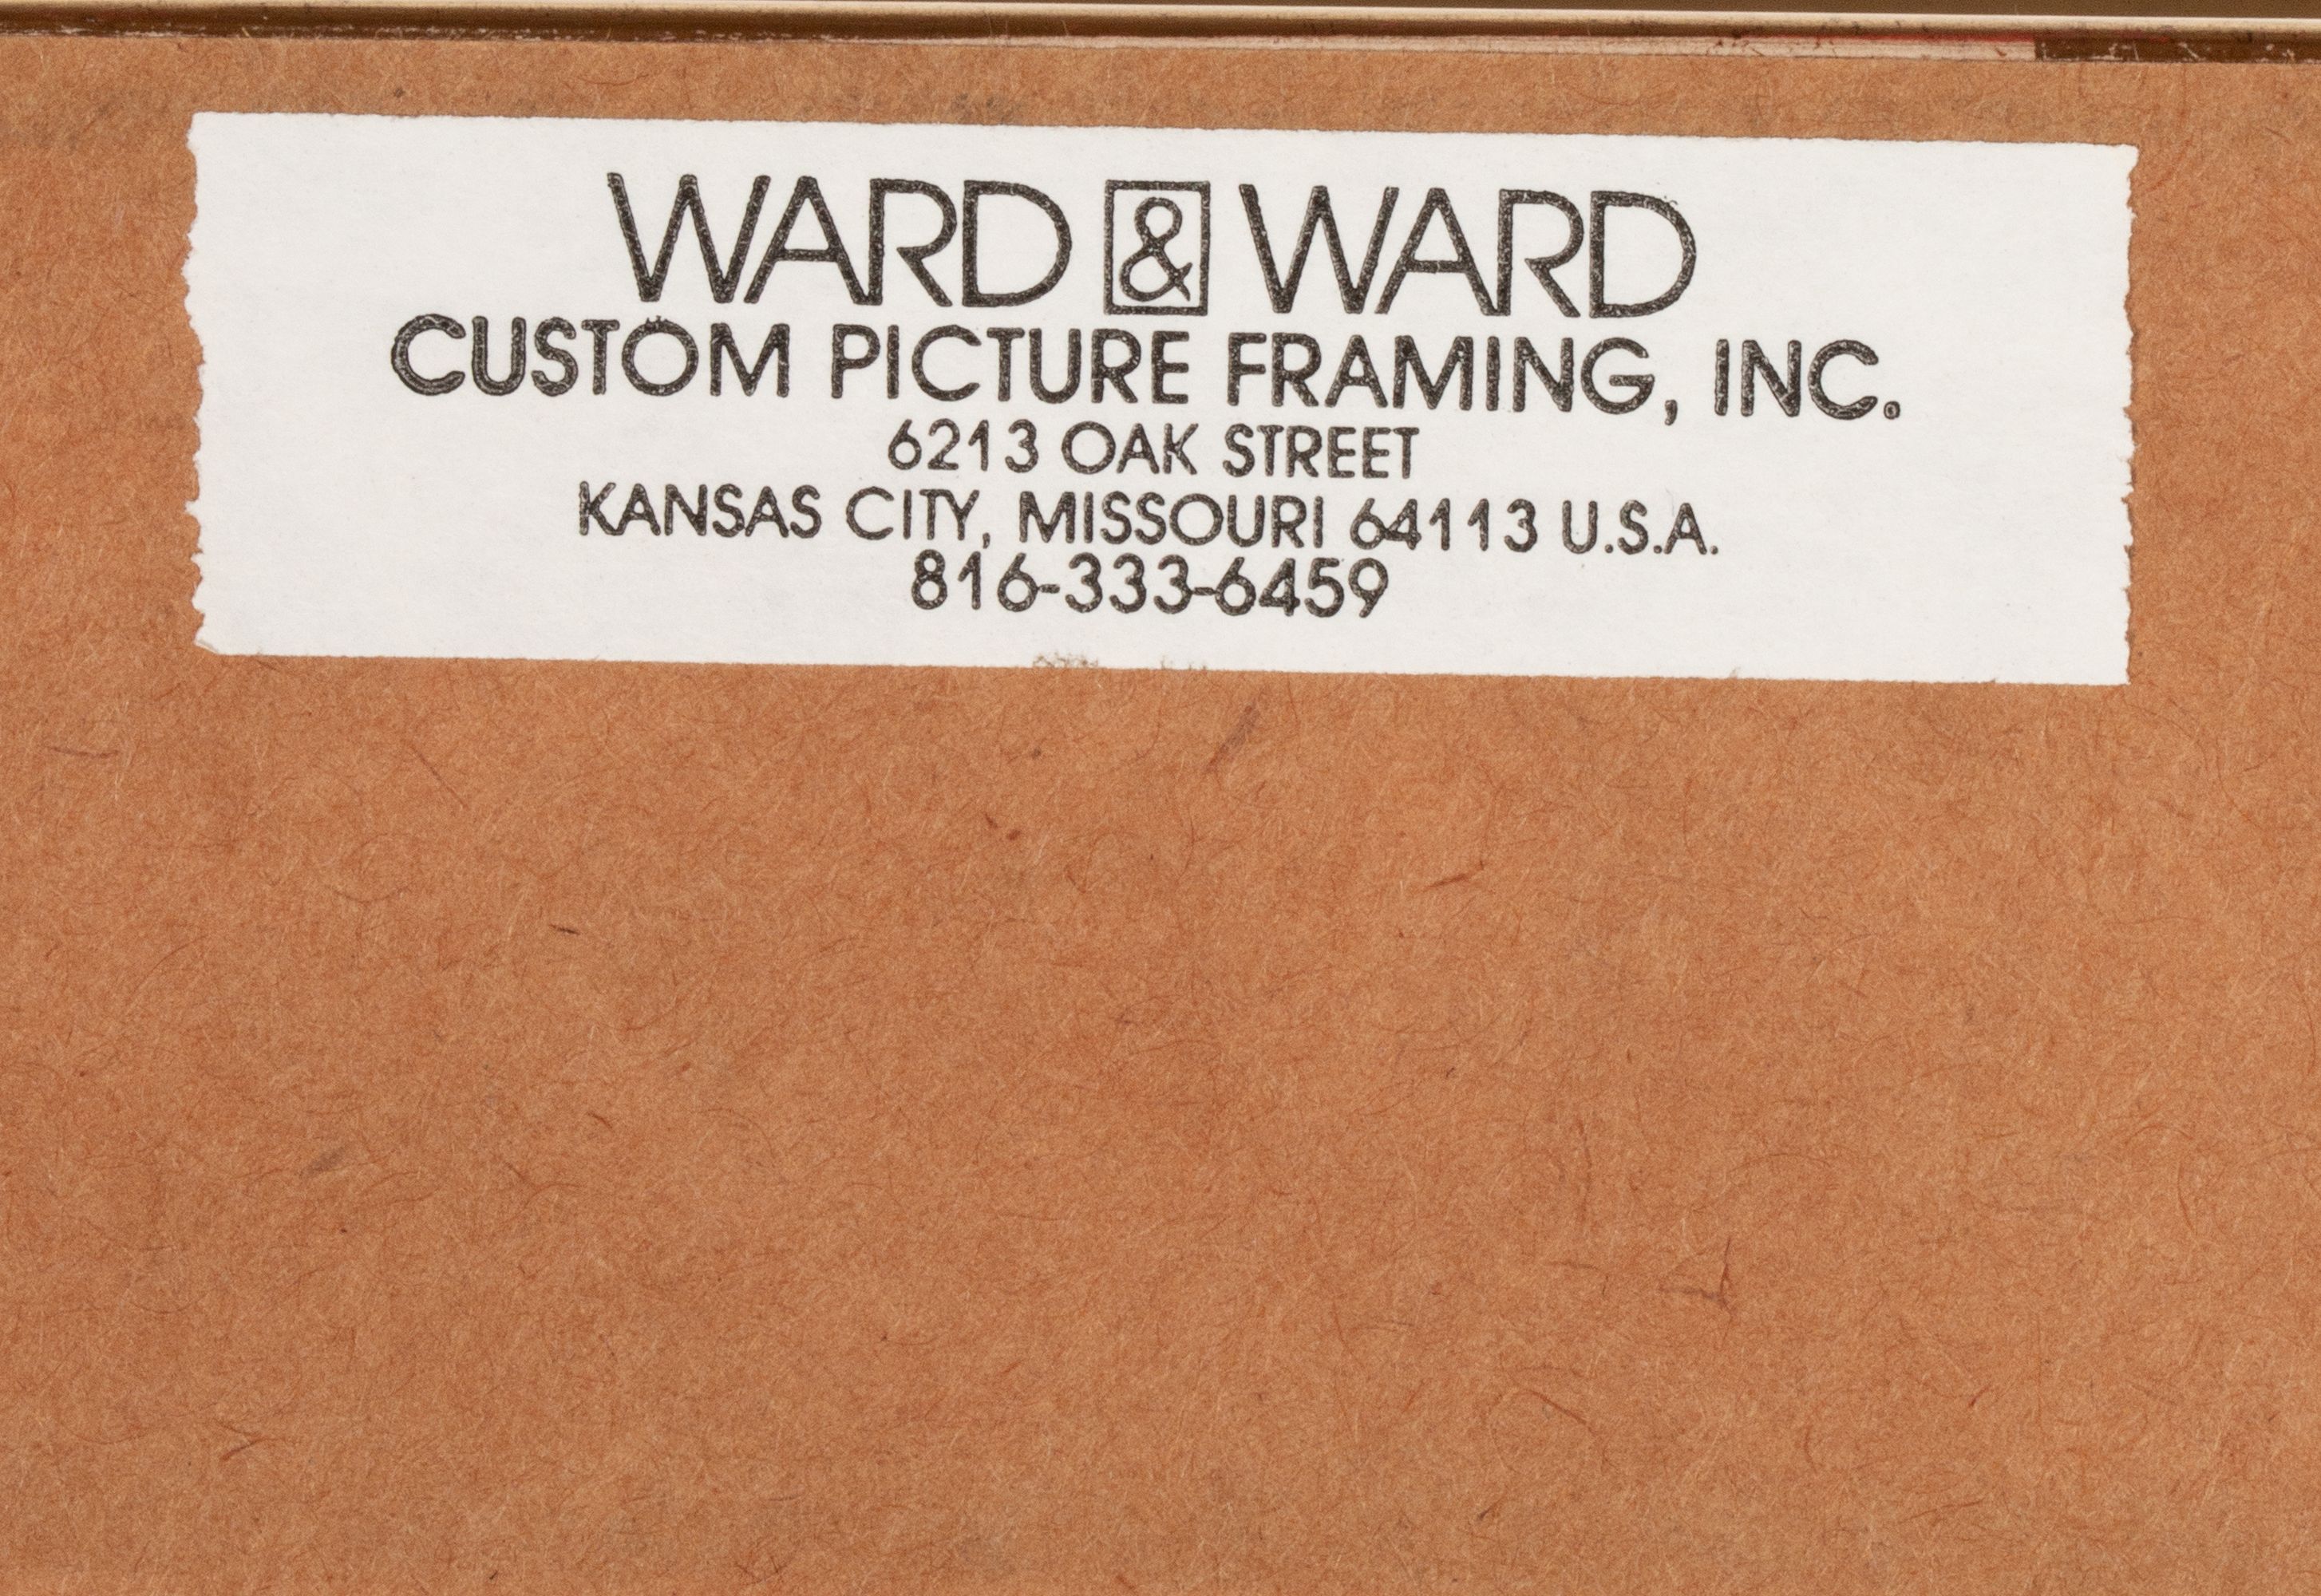 WARD & WARD
CUSTOM PICTURE FRAMING, INC.
6213 OAK STREET
KANSAS CITY, MISSOURI 64113 U.S.A.
816-333-6459